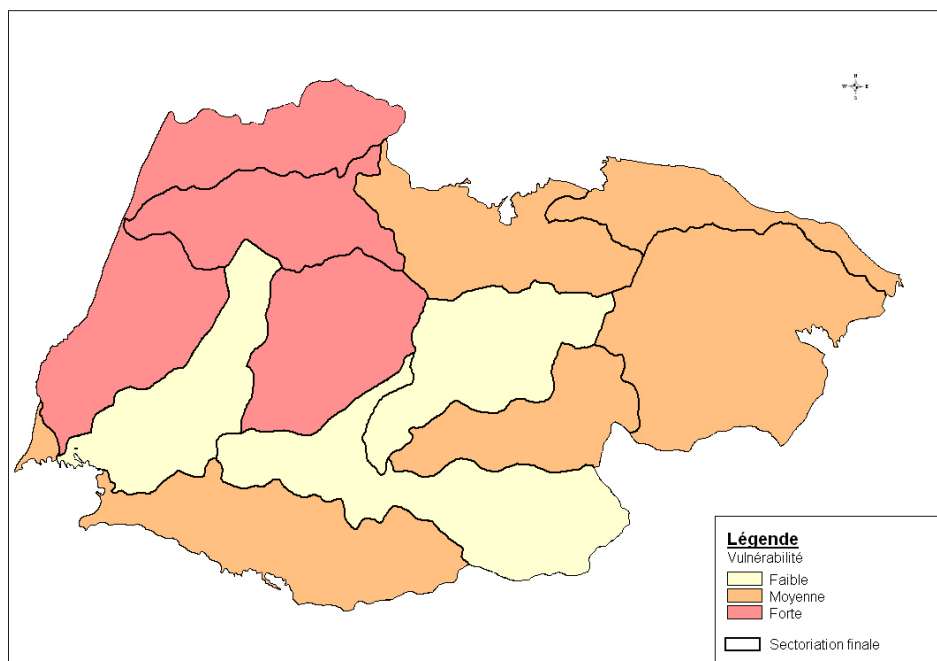 N
W E
S
Légende
Vulnérabilité
Faible
Moyenne
Forte
Sectoriation finale